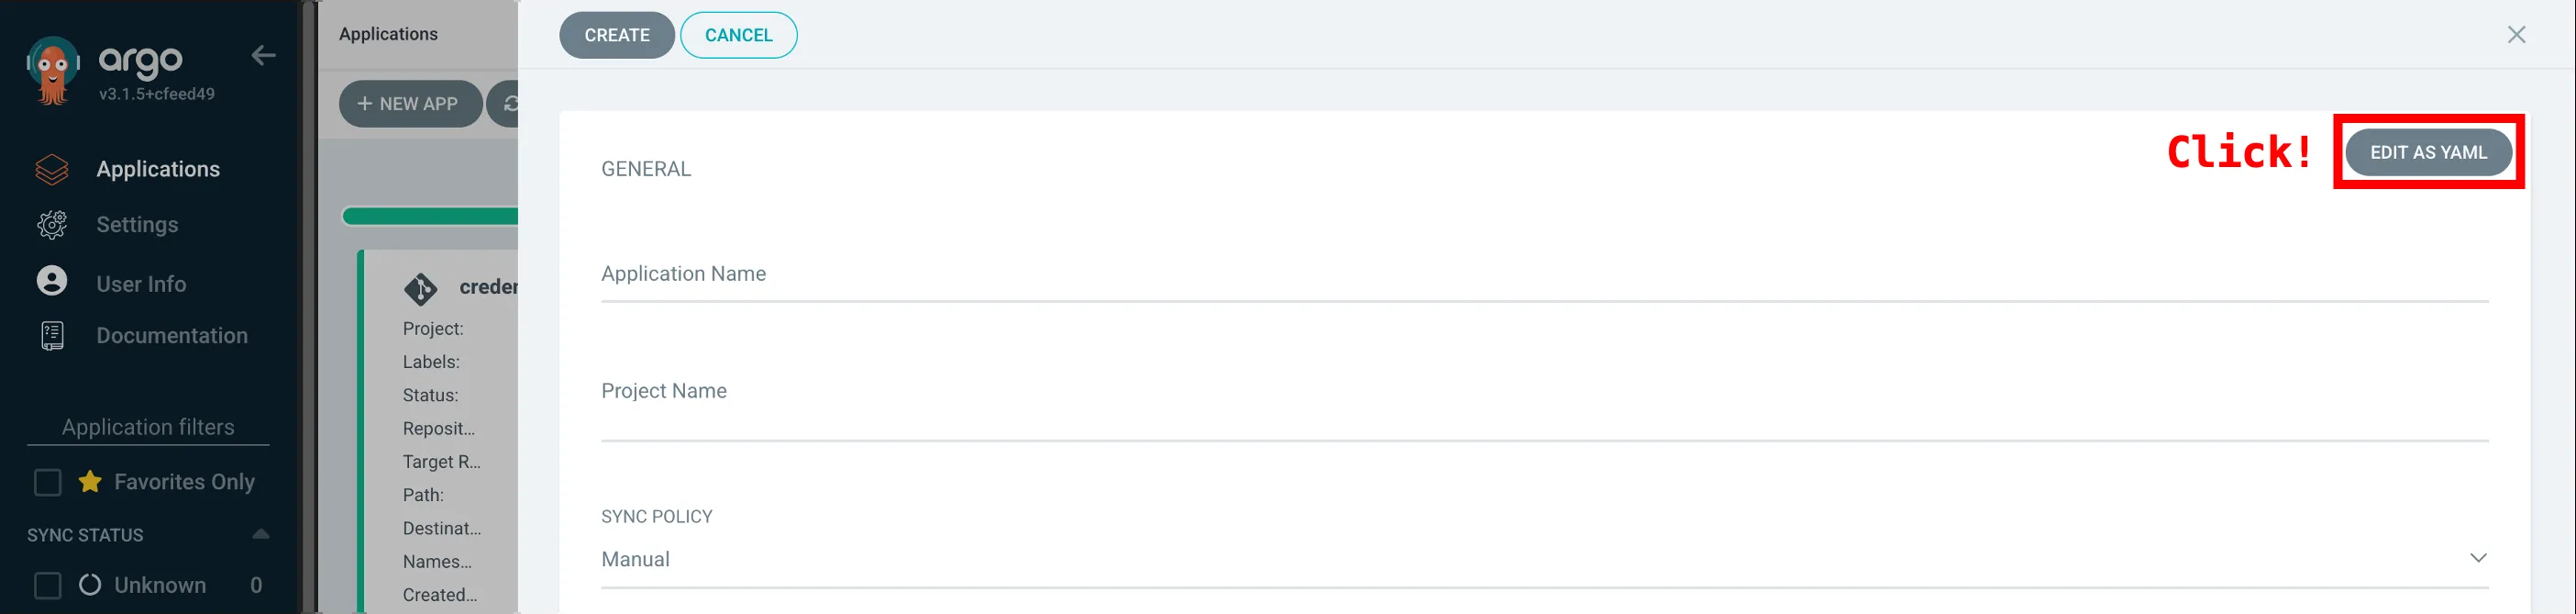 argo
v3.1.5+cfeed49
Applications
Settings
User Info
Documentation
Application filters
Favorites Only
SYNC STATUS
Unknown 0
Applications
+ NEW APP
creder
Project:
Labels:
Status:
Reposit...
Target R...
Path:
Destinat...
Names...
Created...
CREATE CANCEL
Click! EDIT AS YAML
GENERAL
Application Name
Project Name
SYNC POLICY
Manual